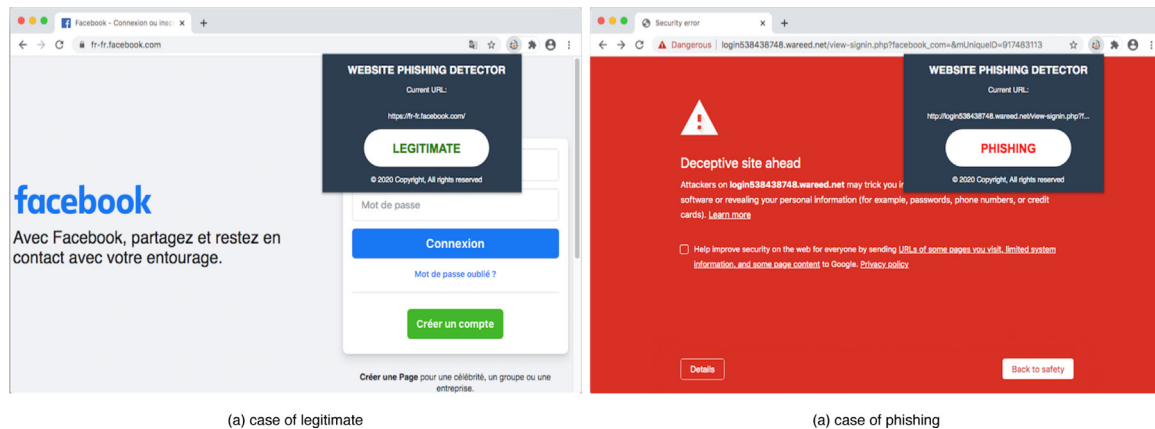 Facebook - Connexion ou insc
fr-fr.facebook.com
WEBSITE PHISHING DETECTOR
Current URL:
https://fr-fr.facebook.com/
LEGITIMATE
© 2020 Copyright, All rights reserved
facebook
Avec Facebook, partagez et restez en
contact avec votre entourage.
Mot de passe
Connexion
Mot de passe oublié ?
Créer un compte
Créer une Page pour une célébrité, un groupe ou une
entreprise.
(a) case of legitimate
Security error
Dangerous | login538438748.wareed.net/view-signin.php?facebook_com=&mUniqueID=917483113
WEBSITE PHISHING DETECTOR
Current URL:
http://login538438748.wareed.net/view-signin.php?f...
PHISHING
© 2020 Copyright, All rights reserved
Deceptive site ahead
Attackers on login538438748.wareed.net may trick you i
software or revealing your personal information (for example, passwords, phone numbers, or credit
cards). Learn more
Help improve security on the web for everyone by sending URLs of some pages you visit, limited system
information, and some page content to Google. Privacy policy
Details
Back to safety
(a) case of phishing